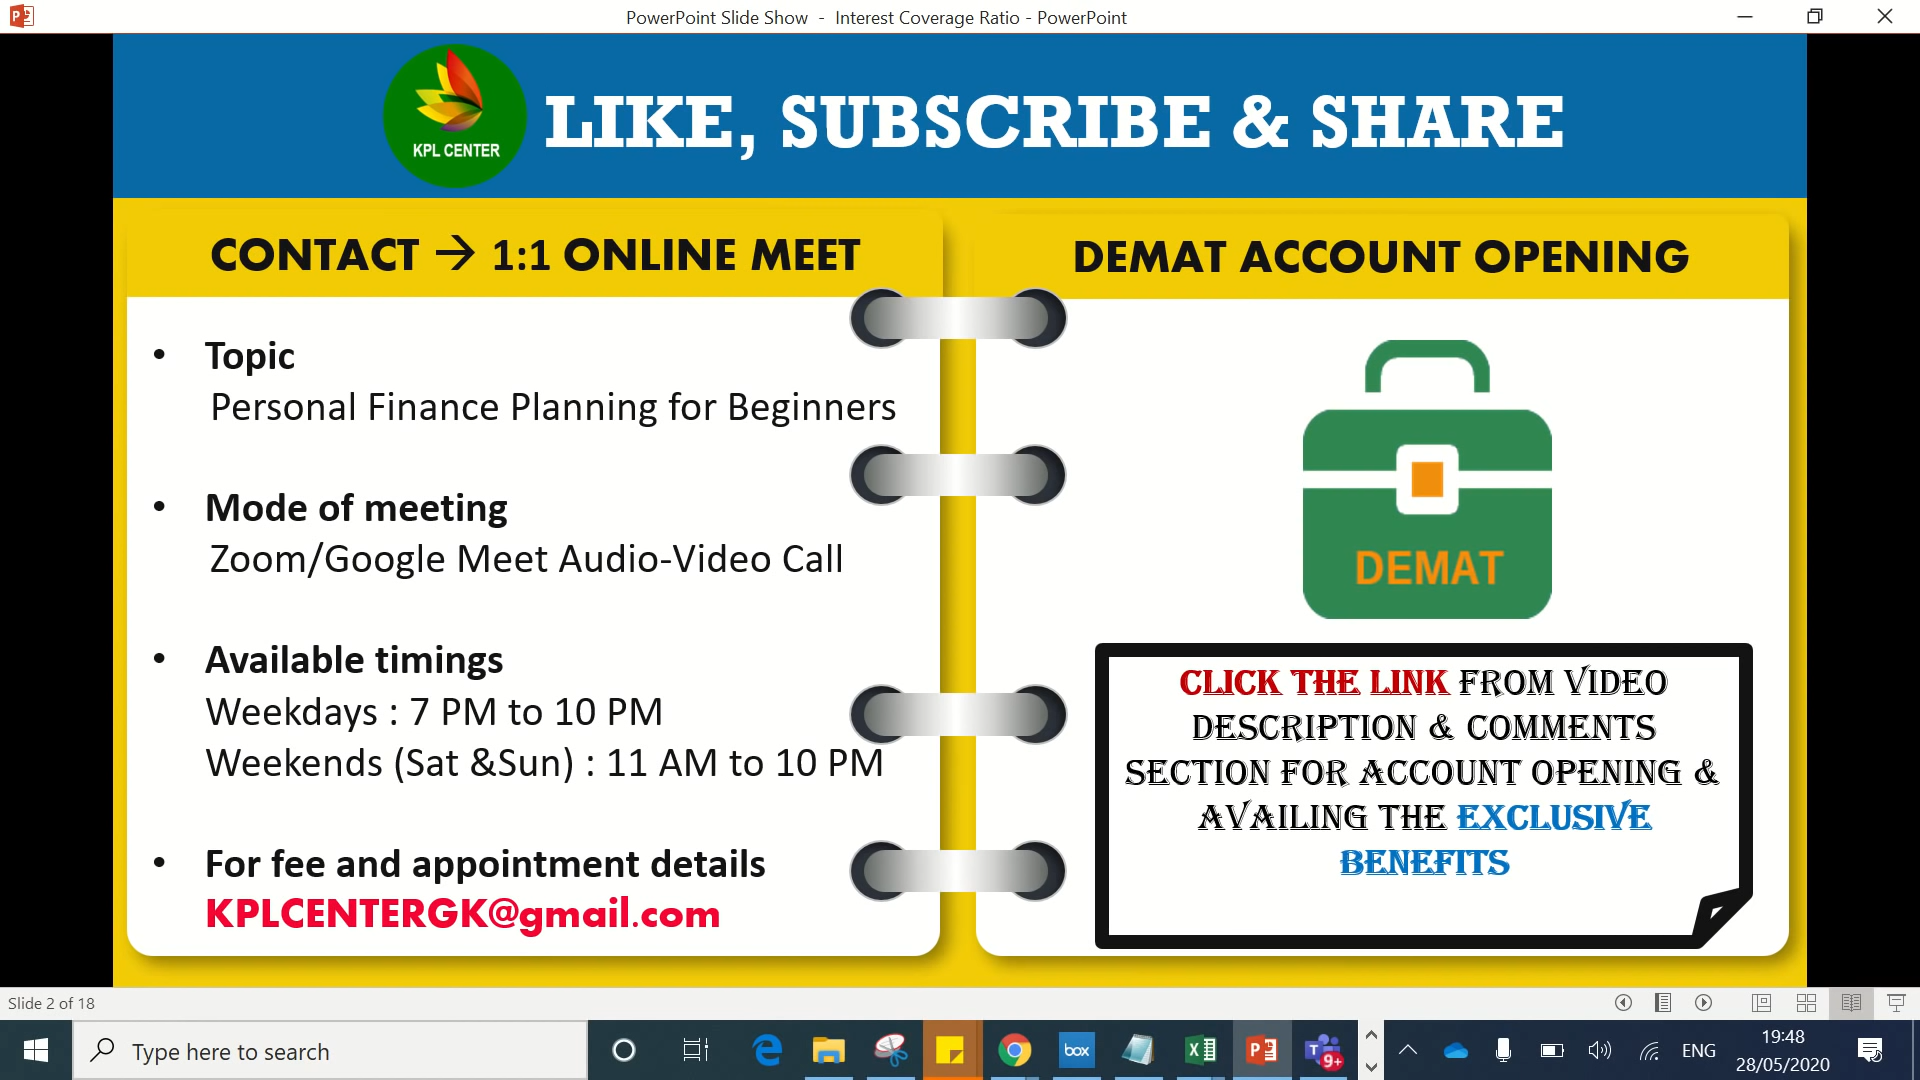 PowerPoint Slide Show - Interest Coverage Ratio - PowerPoint
KPL CENTER
LIKE, SUBSCRIBE & SHARE
CONTACT → 1:1 ONLINE MEET
• Topic
Personal Finance Planning for Beginners
• Mode of meeting
Zoom/Google Meet Audio-Video Call
• Available timings
Weekdays : 7 PM to 10 PM
Weekends (Sat &Sun) : 11 AM to 10 PM
• For fee and appointment details
KPLCENTERGK@gmail.com
DEMAT ACCOUNT OPENING
DEMAT
CLICK THE LINK FROM VIDEO
DESCRIPTION & COMMENTS
SECTION FOR ACCOUNT OPENING &
AVAILING THE EXCLUSIVE
BENEFITS
Slide 2 of 18
Type here to search
box
9+
ENG
19:48
28/05/2020